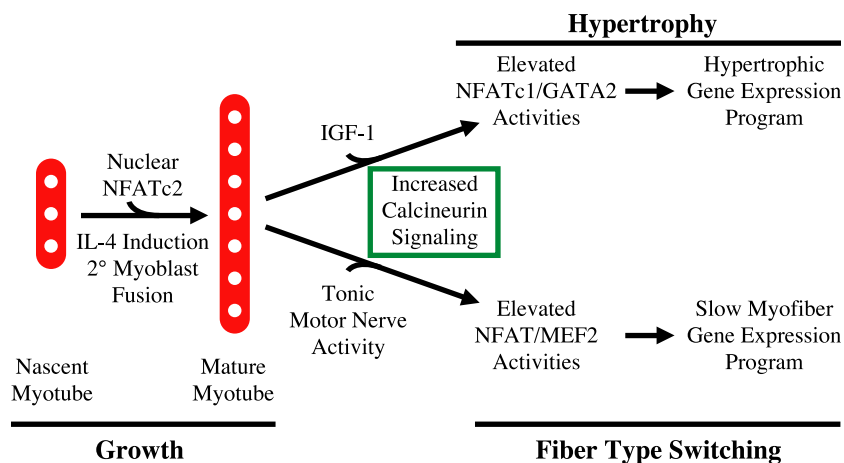 Hypertrophy
Elevated
NFATc1/GATA2
Activities
Hypertrophic
Gene Expression
Program
IGF-1
Nuclear
NFATc2
IL-4 Induction
2° Myoblast
Fusion
Increased
Calcineurin
Signaling
Tonic
Motor Nerve
Activity
Elevated
NFAT/MEF2
Activities
Slow Myofiber
Gene Expression
Program
Nascent
Myotube
Mature
Myotube
Growth
Fiber Type Switching